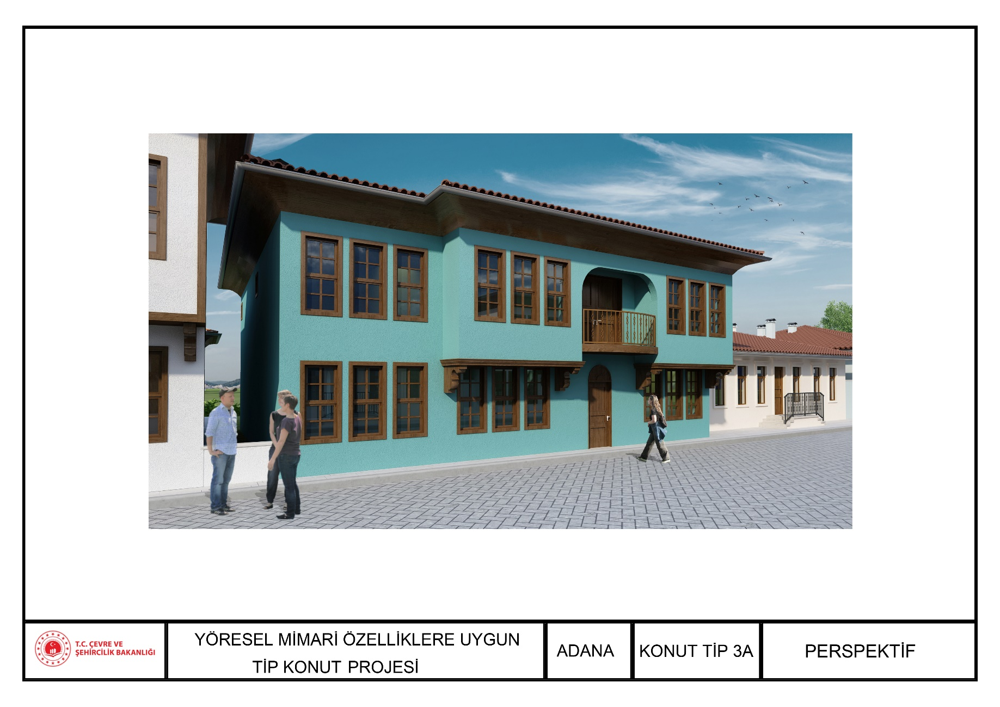 T.C. ÇEVRE VE
ŞEHİRCİLİK BAKANLIĞI
YÖRESEL MİMARİ ÖZELLİKLERE UYGUN
TİP KONUT PROJESİ
ADANA
KONUT TİP 3A
PERSPEKTİF